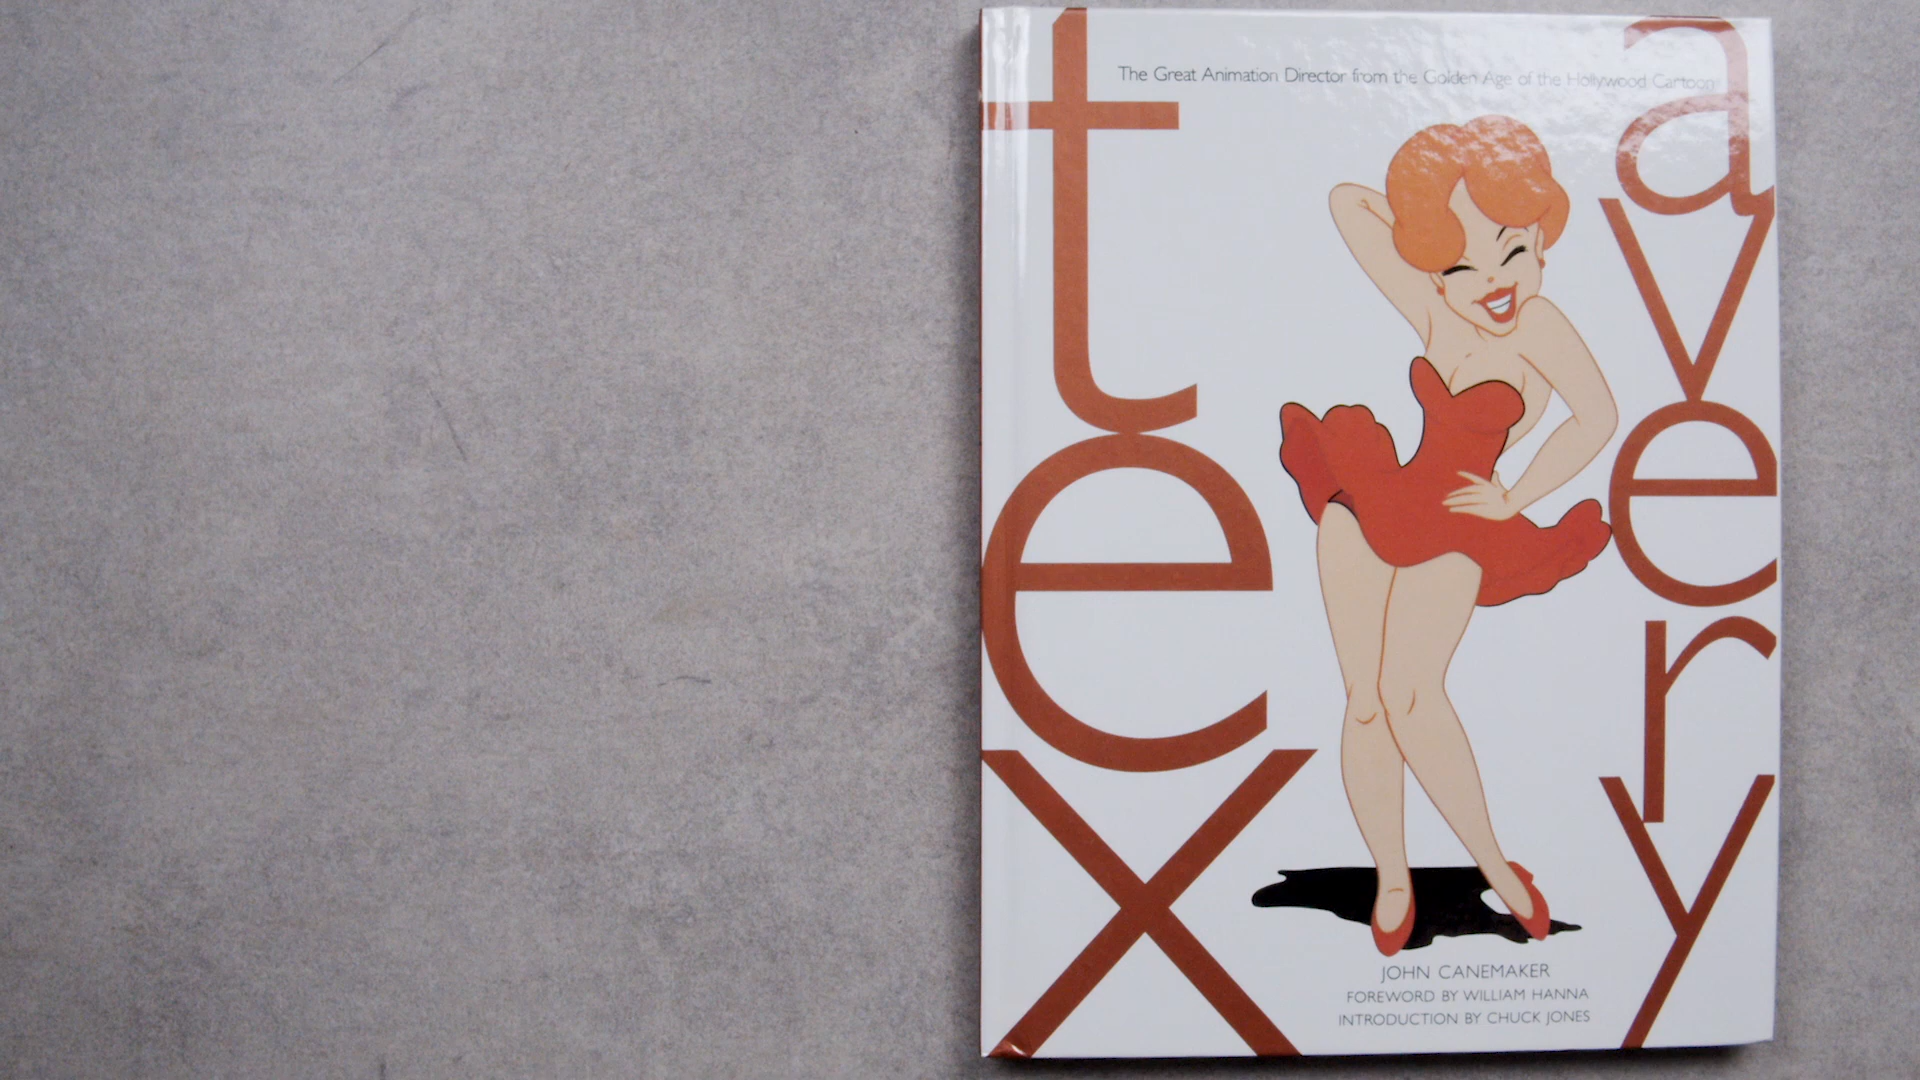 tex
avery
The Great Animation Director from the Golden Age of the Hollywood Cartoon
JOHN CANEMAKER
FOREWORD BY WILLIAM HANNA
INTRODUCTION BY CHUCK JONES